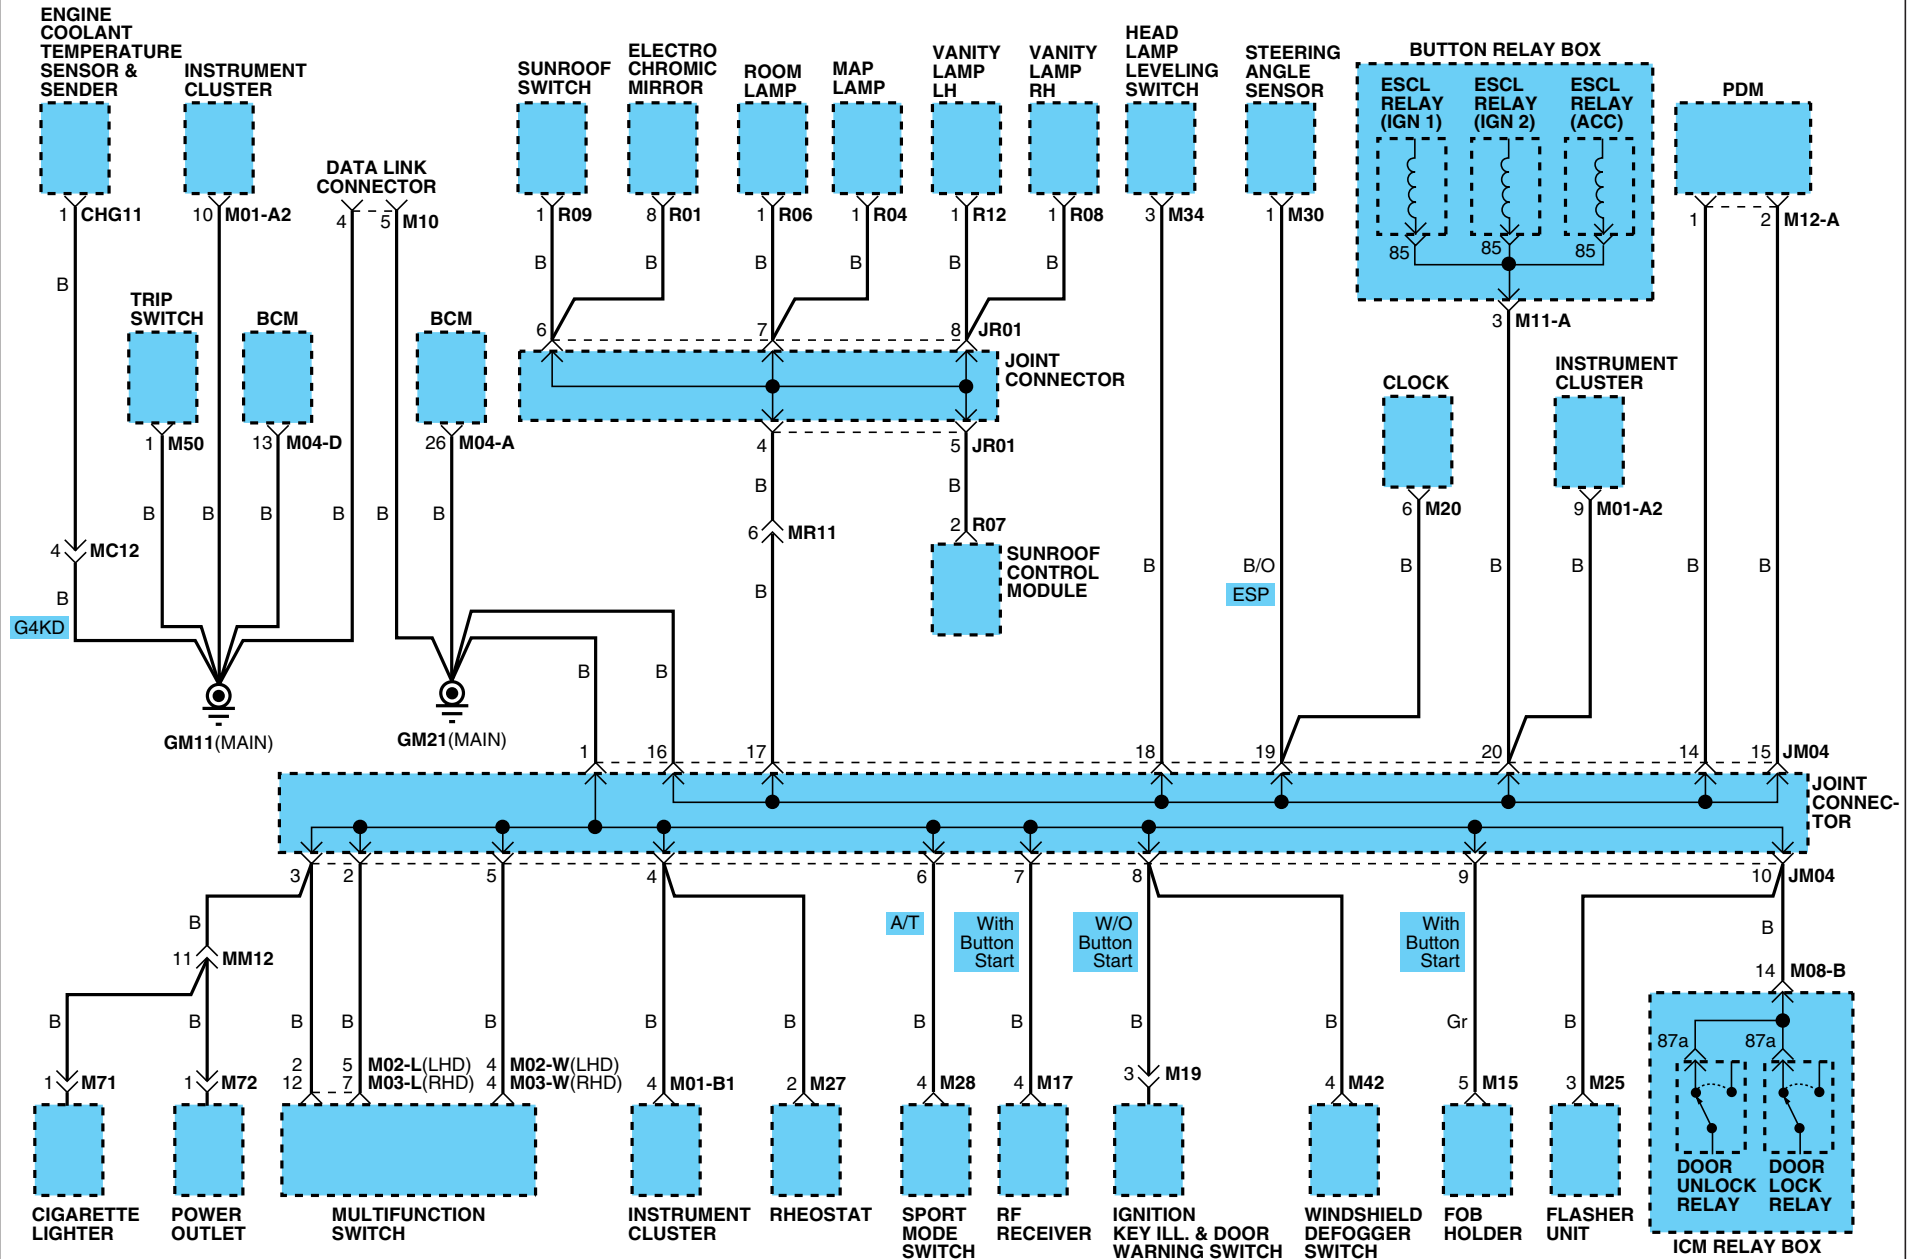 ENGINE
COOLANT
TEMPERATURE
SENSOR &
SENDER
INSTRUMENT
CLUSTER
DATA LINK
CONNECTOR
SUNROOF
SWITCH
ELECTRO
CHROMIC
MIRROR
ROOM
LAMP
MAP
LAMP
VANITY
LAMP
LH
VANITY
LAMP
RH
HEAD
LAMP
LEVELING
SWITCH
STEERING
ANGLE
SENSOR
BUTTON RELAY BOX
ESCL
RELAY
(IGN 1)
ESCL
RELAY
(IGN 2)
ESCL
RELAY
(ACC)
PDM
1 CHG11
10 M01-A2
4
5 M10
1 R09
8 R01
1 R06
1 R04
1 R12
1 R08
3 M34
1 M30
85
85
85
1
2 M12-A
B
B
B
B
B
B
B
TRIP
SWITCH
BCM
BCM
6
7
8 JR01
3 M11-A
JOINT
CONNECTOR
CLOCK
INSTRUMENT
CLUSTER
1 M50
13 M04-D
26 M04-A
4
5 JR01
B
B
6 M20
9 M01-A2
B
B
B
B
B
B
4 MC12
6 MR11
2 R07
SUNROOF
CONTROL
MODULE
B
G4KD
B
B
B/O
ESP
B
B
B
B
B
B
B
GM11(MAIN)
GM21(MAIN)
1
16
17
18
19
20
14
15 JM04
JOINT
CONNEC-
TOR
3
2
5
4
6
7
8
9
10 JM04
B
A/T
With
Button
Start
W/O
Button
Start
With
Button
Start
B
11 MM12
14 M08-B
B
B
B
B
B
B
B
B
B
B
B
Gr
B
87a
87a
1 M71
1 M72
2
12
5 M02-L(LHD)
7 M03-L(RHD)
4 M02-W(LHD)
4 M03-W(RHD)
4 M01-B1
2 M27
4 M28
4 M17
3 M19
4 M42
5 M15
3 M25
DOOR
UNLOCK
RELAY
DOOR
LOCK
RELAY
CIGARETTE
LIGHTER
POWER
OUTLET
MULTIFUNCTION
SWITCH
INSTRUMENT
CLUSTER
RHEOSTAT
SPORT
MODE
SWITCH
RF
RECEIVER
IGNITION
KEY ILL. & DOOR
WARNING SWITCH
WINDSHIELD
DEFOGGER
SWITCH
FOB
HOLDER
FLASHER
UNIT
ICM RELAY BOX